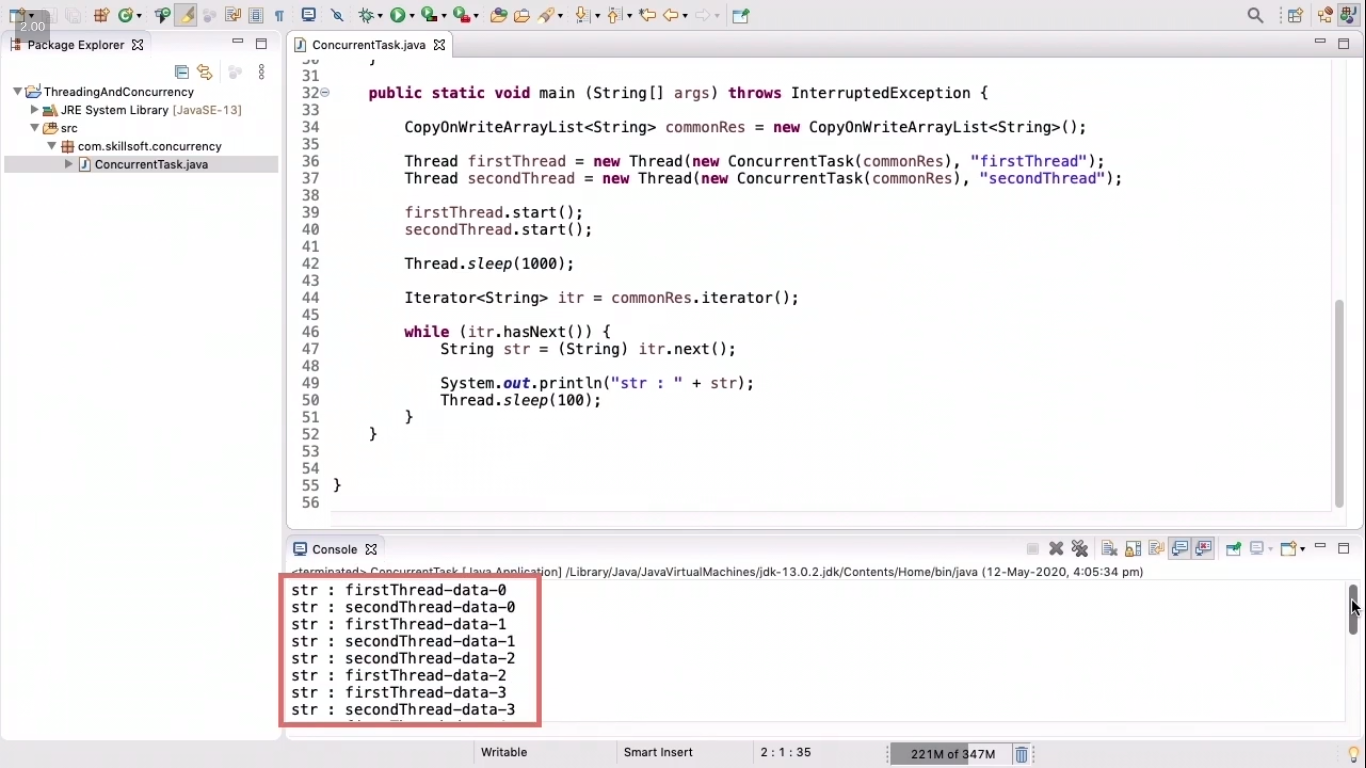 2.00
Package Explorer
ThreadingAndConcurrency
JRE System Library [JavaSE-13]
src
com.skillsoft.concurrency
ConcurrentTask.java
ConcurrentTask.java
30 }
31
32 public static void main (String[] args) throws InterruptedException {
33
34 CopyOnWriteArrayList<String> commonRes = new CopyOnWriteArrayList<String>();
35
36 Thread firstThread = new Thread(new ConcurrentTask(commonRes), "firstThread");
37 Thread secondThread = new Thread(new ConcurrentTask(commonRes), "secondThread");
38
39 firstThread.start();
40 secondThread.start();
41
42 Thread.sleep(1000);
43
44 Iterator<String> itr = commonRes.iterator();
45
46 while (itr.hasNext()) {
47 String str = (String) itr.next();
48
49 System.out.println("str : " + str);
50 Thread.sleep(100);
51 }
52 }
53
54
55 }
56
Console
<terminated> ConcurrentTask [Java Application] /Library/Java/JavaVirtualMachines/jdk-13.0.2.jdk/Contents/Home/bin/java (12-May-2020, 4:05:34 pm)
str : firstThread-data-0
str : secondThread-data-0
str : firstThread-data-1
str : secondThread-data-1
str : secondThread-data-2
str : firstThread-data-2
str : firstThread-data-3
str : secondThread-data-3
Writable
Smart Insert
2 : 1 : 35
221M of 347M